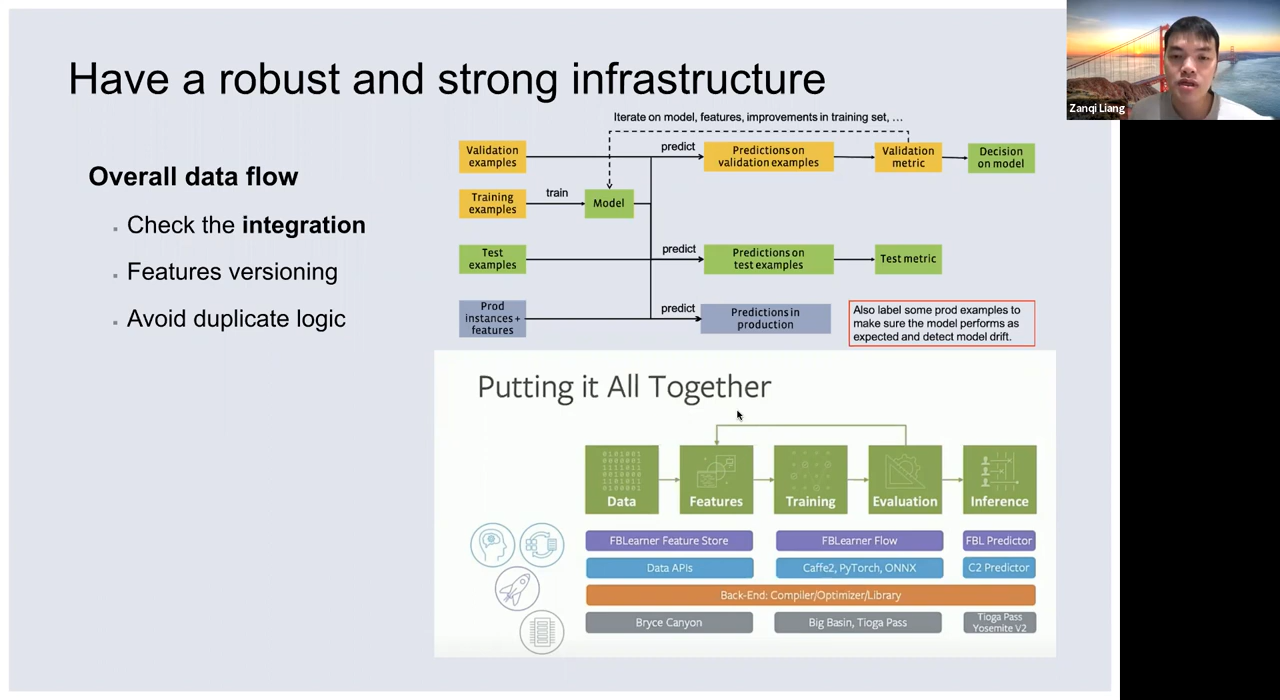 Have a robust and strong infrastructure
Zanqi Liang
Overall data flow
Check the integration
Features versioning
Avoid duplicate logic
Iterate on model, features, improvements in training set, …
Validation
examples
predict
Predictions on
validation examples
Validation
metric
Decision
on model
Training
examples
train
Model
Test
examples
predict
Predictions on
test examples
Test metric
Prod
instances+
features
predict
Predictions in
production
Also label some prod examples to
make sure the model performs as
expected and detect model drift.
Putting it All Together
Data
Features
Training
Evaluation
Inference
FBLearner Feature Store
FBLearner Flow
FBL Predictor
Data APIs
Caffe2, PyTorch, ONNX
C2 Predictor
Back-End: Compiler/Optimizer/Library
Bryce Canyon
Big Basin, Tioga Pass
Tioga Pass
Yosemite V2